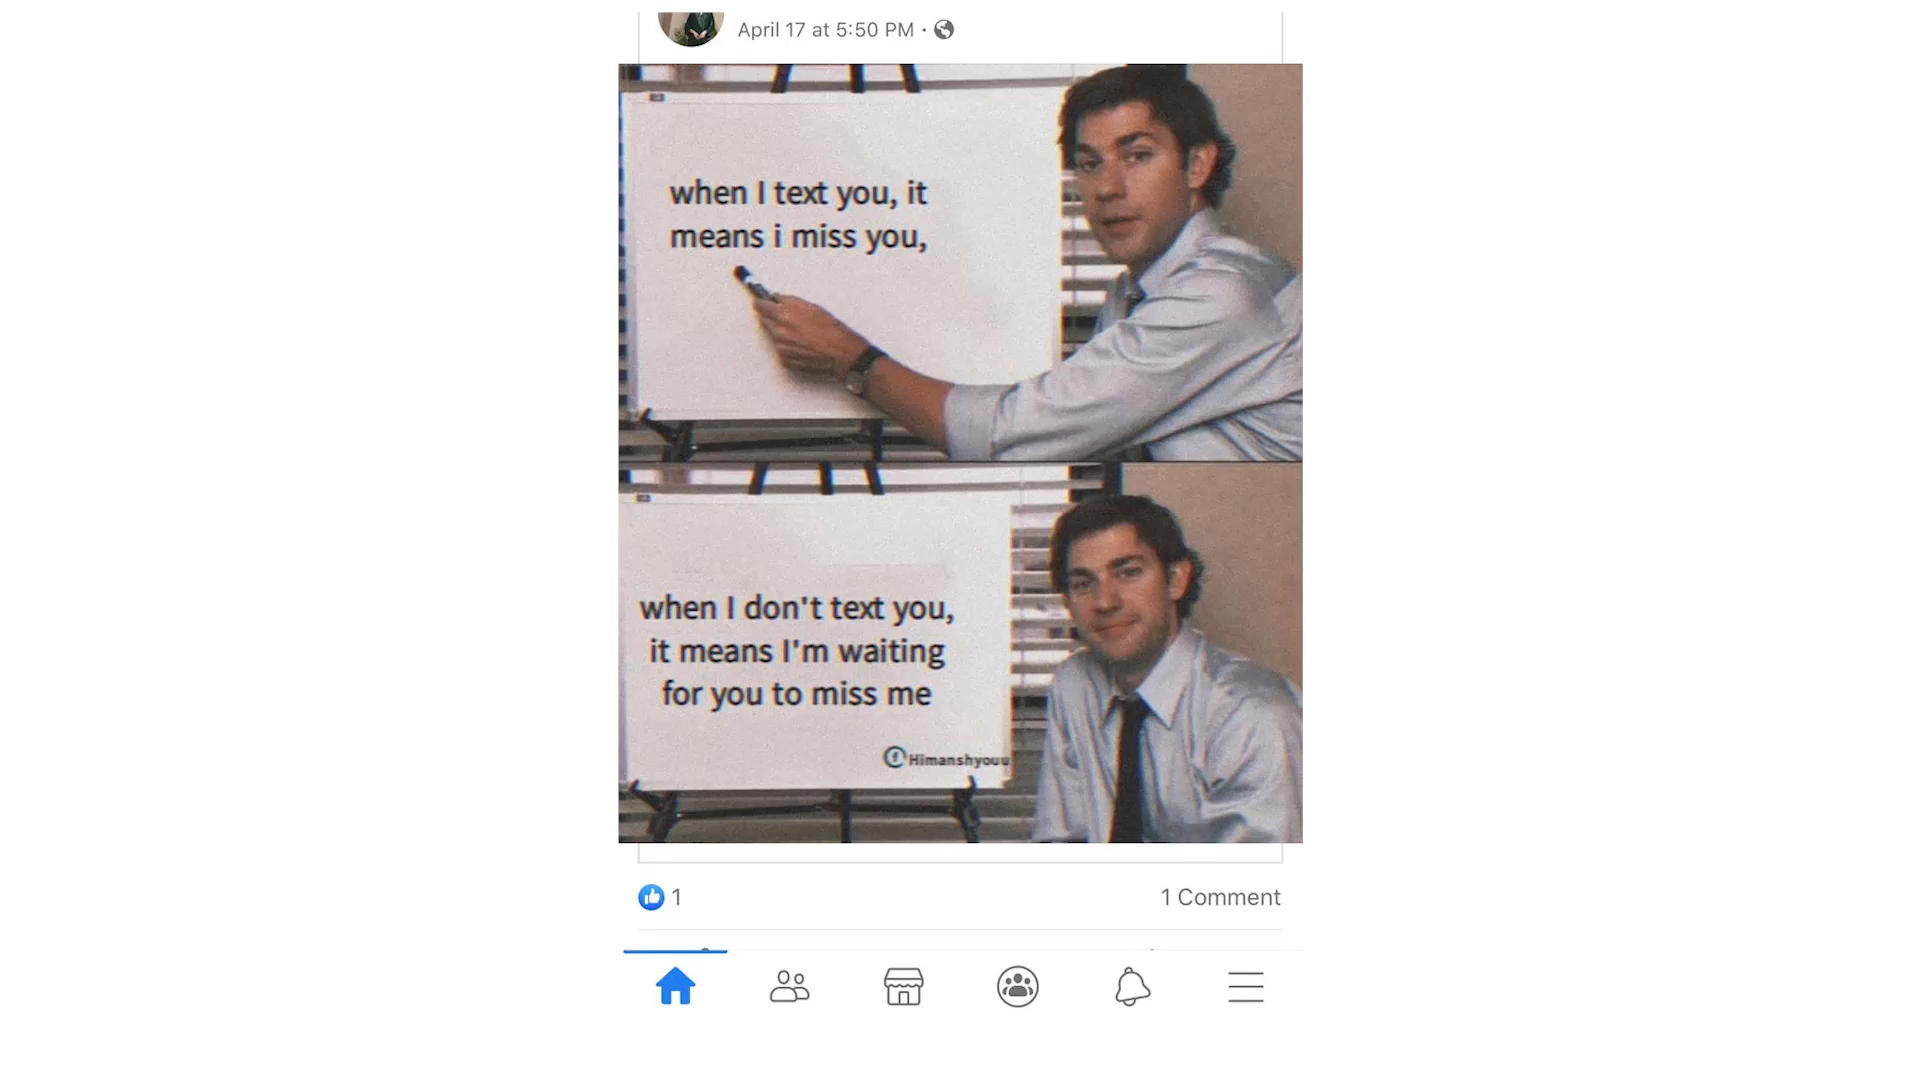 April 17 at 5:50 PM ·
when I text you, it
means i miss you,
when I don't text you,
it means I'm waiting
for you to miss me
Himanshyouu
1
1 Comment